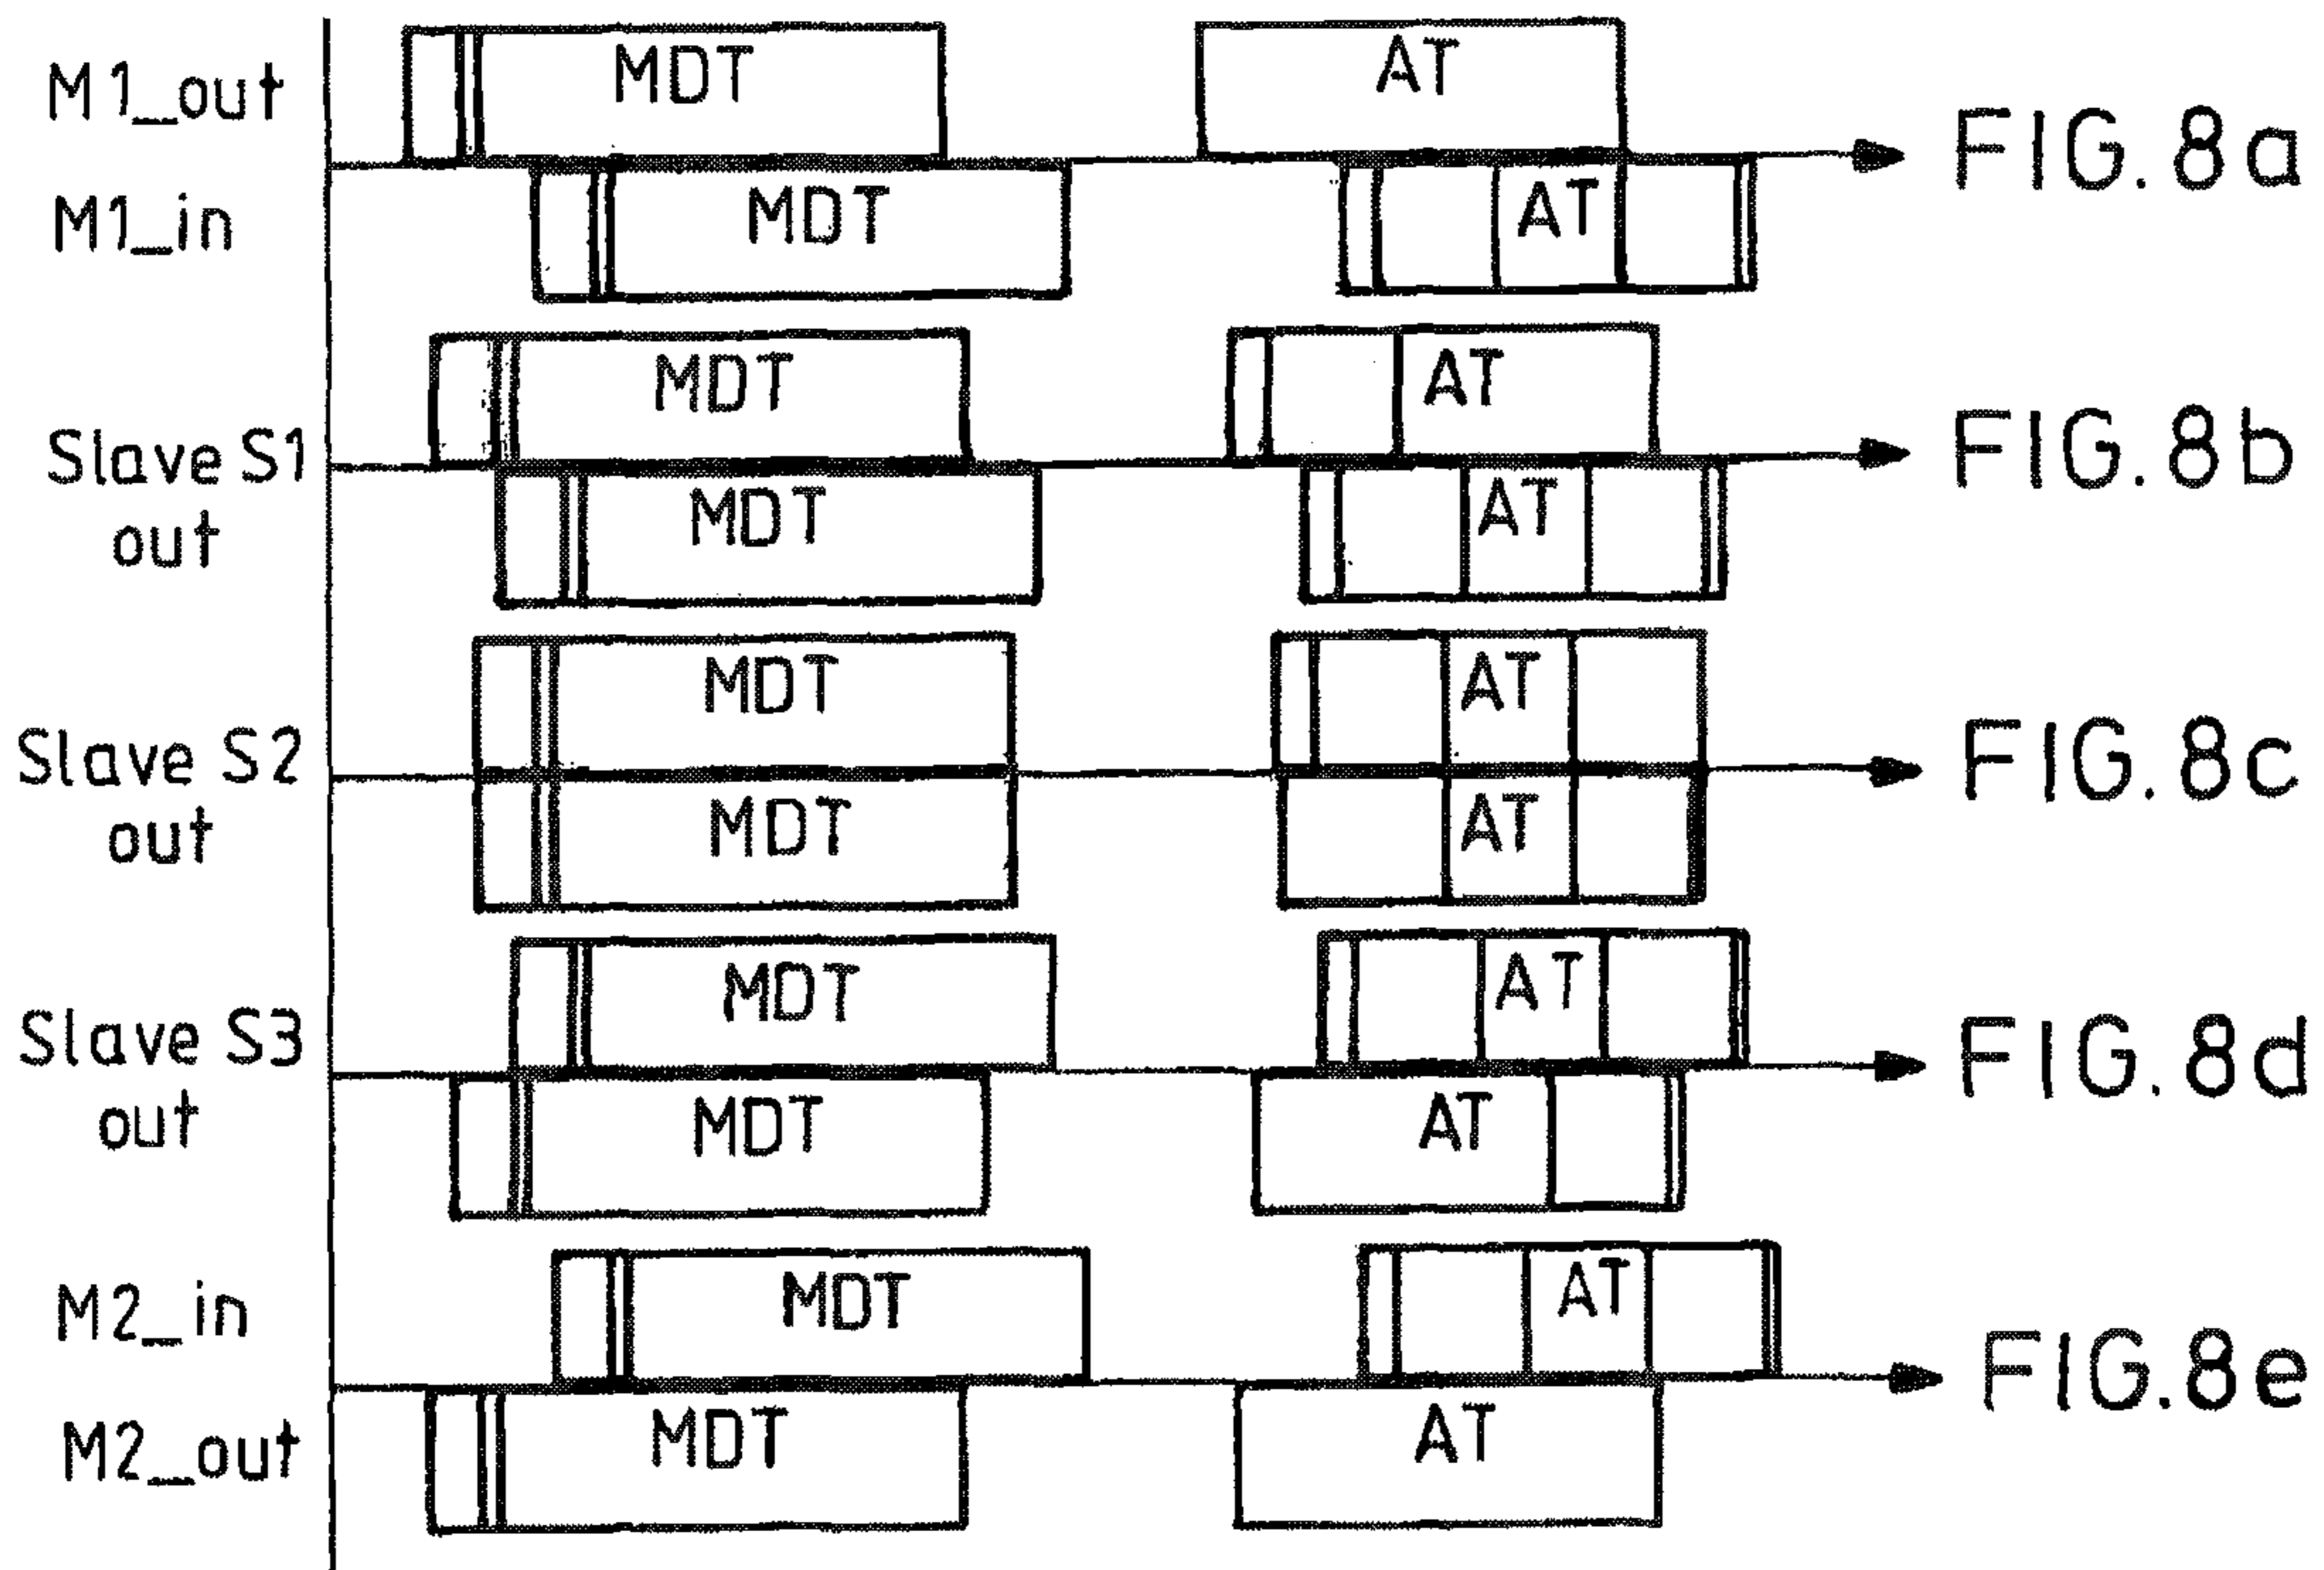 M1_out MDT AT FIG. 8a
M1_in MDT AT
MDT AT FIG. 8b
Slave S1
out MDT AT
MDT AT FIG. 8c
Slave S2
out MDT AT
MDT AT FIG. 8d
Slave S3
out MDT AT
M2_in MDT AT FIG. 8e
M2_out MDT AT